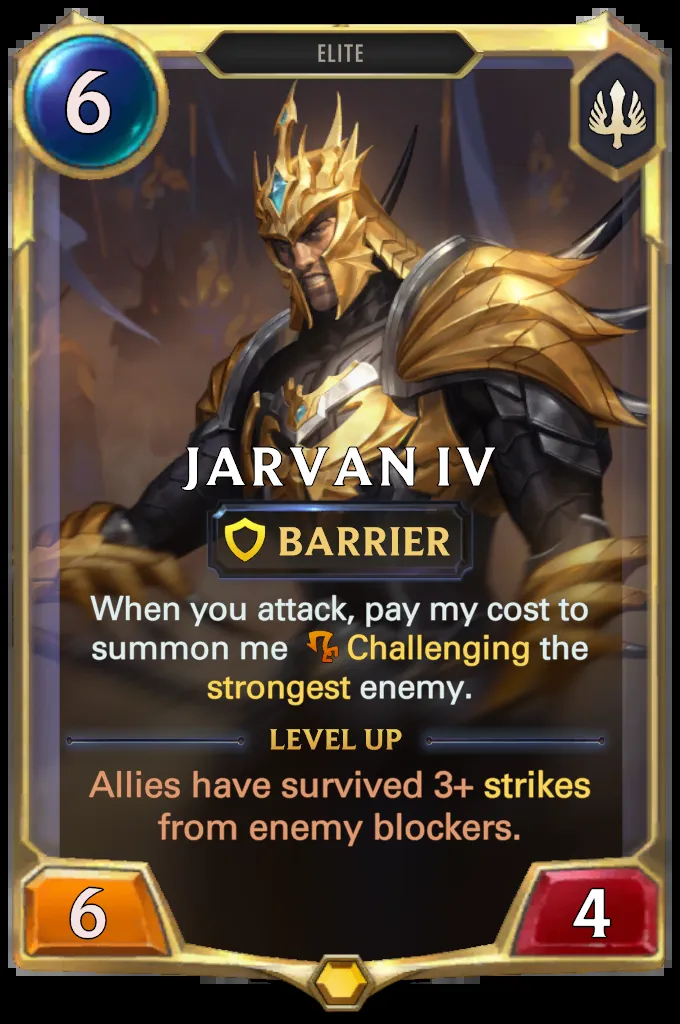 6
ELITE
JARVAN IV
BARRIER
When you attack, pay my cost to
summon me Challenging the
strongest enemy.
LEVEL UP
Allies have survived 3+ strikes
from enemy blockers.
6
4